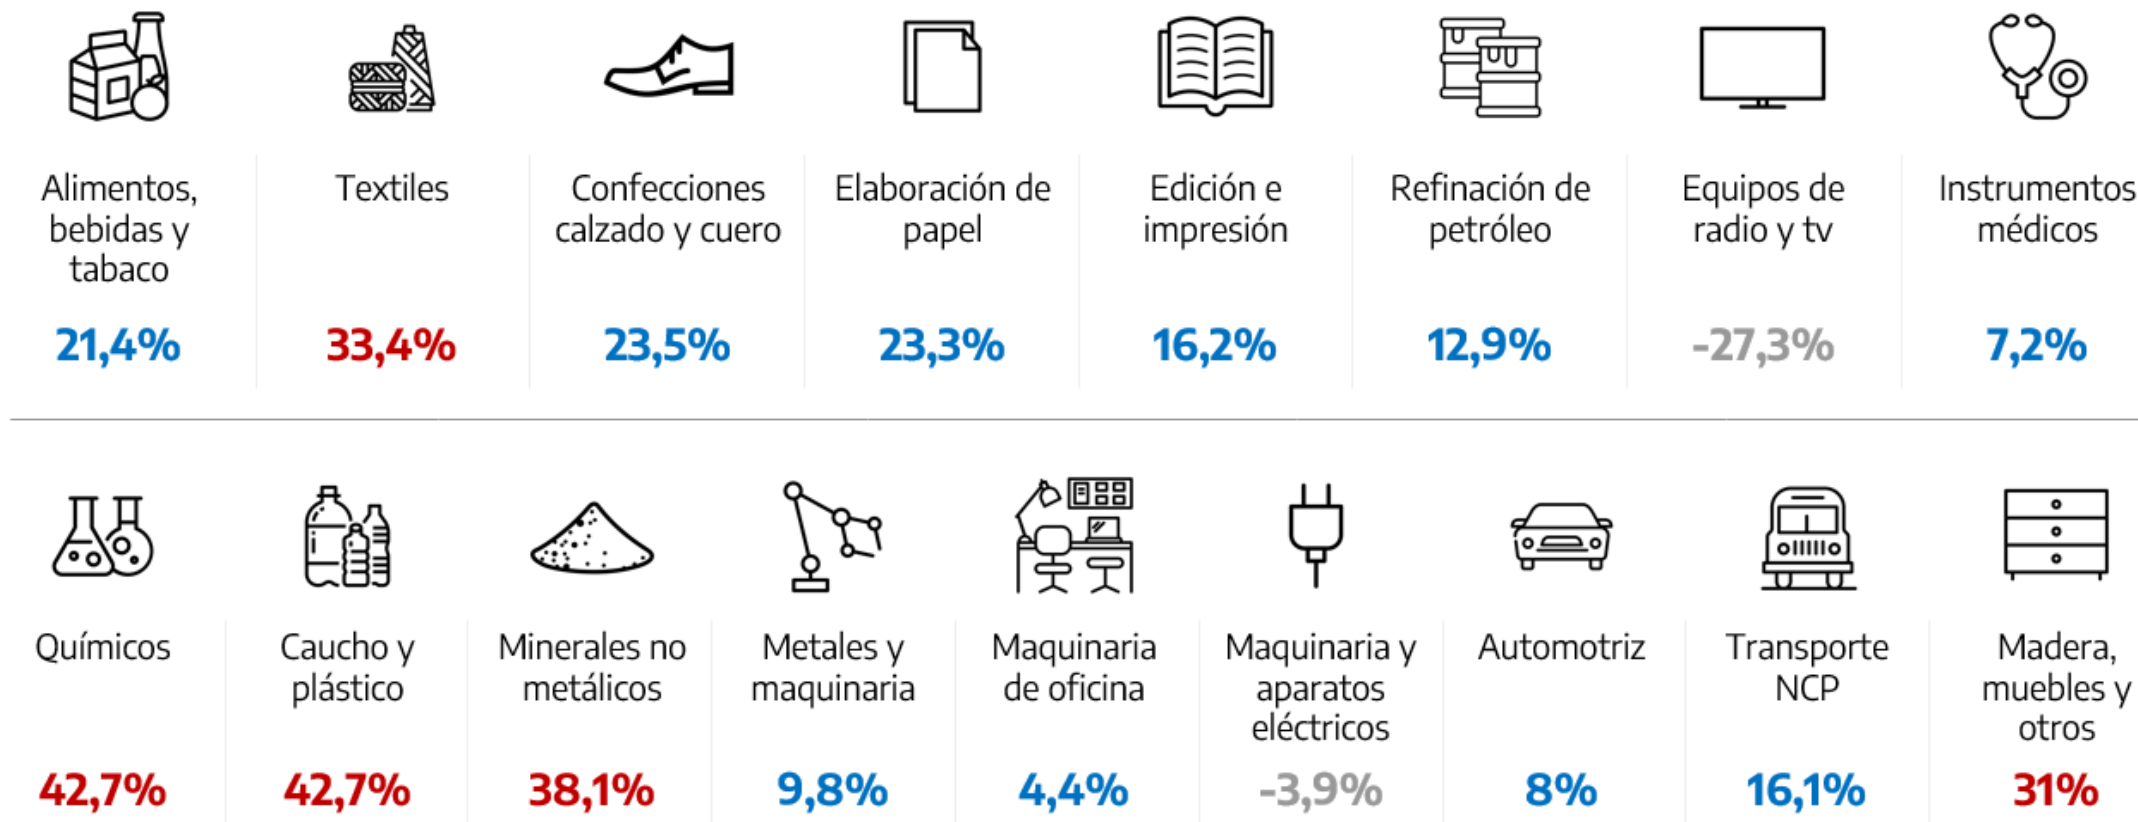 Alimentos,
bebidas y
tabaco
21,4%
Textiles
33,4%
Confecciones
calzado y cuero
23,5%
Elaboración de
papel
23,3%
Edición e
impresión
16,2%
Refinación de
petróleo
12,9%
Equipos de
radio y tv
-27,3%
Instrumentos
médicos
7,2%
Químicos
42,7%
Caucho y
plástico
42,7%
Minerales no
metálicos
38,1%
Metales y
maquinaria
9,8%
Maquinaria
de oficina
4,4%
Maquinaria y
aparatos
eléctricos
-3,9%
Automotriz
8%
Transporte
NCP
16,1%
Madera,
muebles y
otros
31%